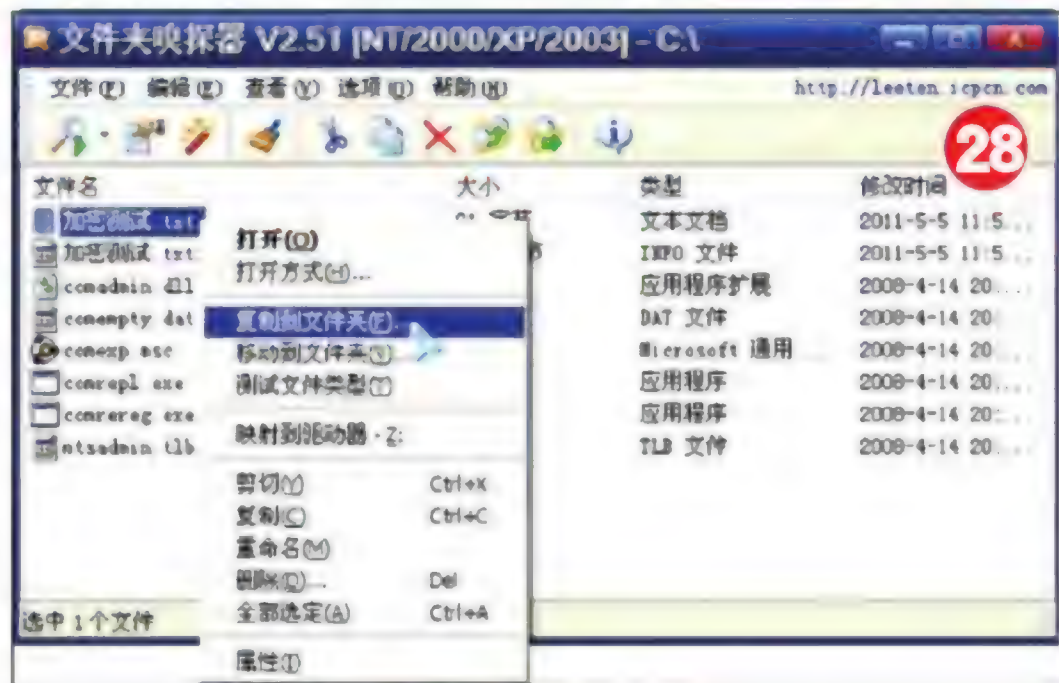 文件夹映探器 V2.51 [NT/2000/XP/2003] - C:\
文件(F) 编辑(E) 查看(V) 选项(O) 帮助(H)
http://leeten.icpcn.com
28
文件名 大小 类型 修改时间
加密测试 txt 文本文档 2011-5-5 11:5...
加密测试 txt INFO 文件 2011-5-5 11:5...
comadmin dll 应用程序扩展 2008-4-14 20....
comempty dat DAT 文件 2008-4-14 20....
comexp msc Microsoft 通用 2008-4-14 20....
comrepl exe 应用程序 2008-4-14 20....
comrereg exe 应用程序 2008-4-14 20:...
mtsadmin tlb TLB 文件 2008-4-14 20....
打开(O)
打开方式(H)...
复制到文件夹(F)...
移动到文件夹(V)...
测试文件类型(T)
映射到驱动器 - Z:
剪切(Y) Ctrl+X
复制(C) Ctrl+C
重命名(M)
删除(D)... Del
全部选定(A) Ctrl+A
属性(I)
选中 1 个文件